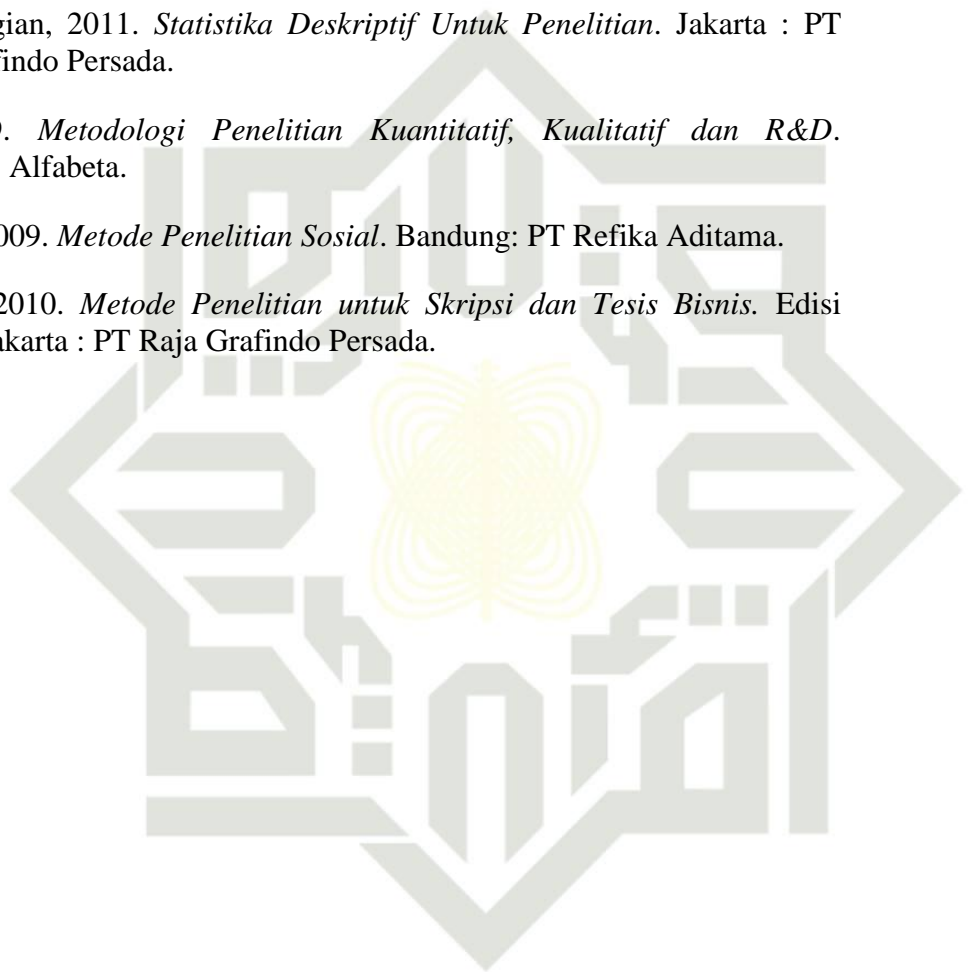 gian, 2011. Statistika Deskriptif Untuk Penelitian. Jakarta : PT
findo Persada.
). Metodologi Penelitian Kuantitatif, Kualitatif dan R&D.
Alfabeta.
009. Metode Penelitian Sosial. Bandung: PT Refika Aditama.
2010. Metode Penelitian untuk Skripsi dan Tesis Bisnis. Edisi
akarta : PT Raja Grafindo Persada.